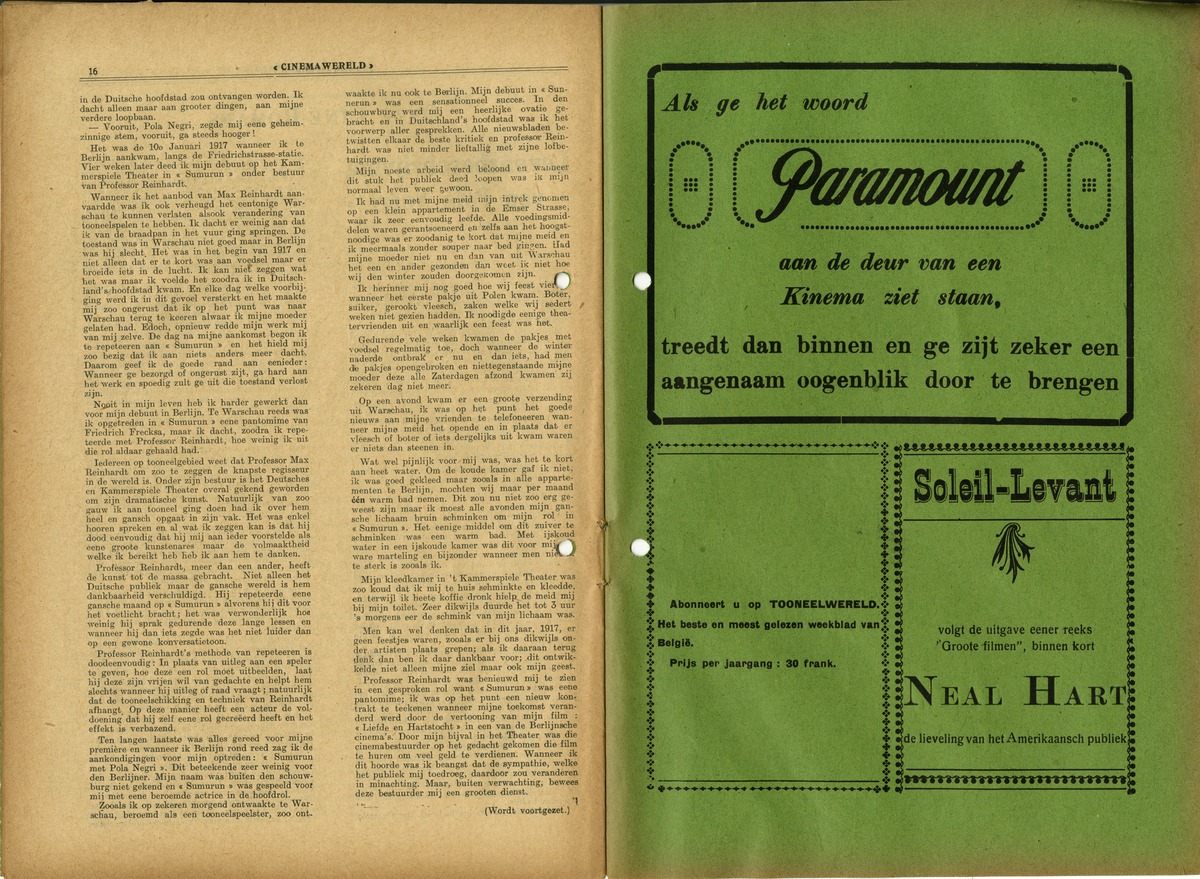 16
« CINEMAWERELD »
in de Duitsche hoofdstad zou ontvangen worden. Ik
dacht alleen maar aan grooter dingen, aan mijne
verdere loopbaan.
— Vooruit, Pola Negri, zegde mij eene geheim-
zinnige stem, vooruit, ga steeds hooger !
Het was de 10o Januari 1917 wanneer ik te
Berlijn aankwam, langs de Friedrichstrasse-statie.
Vier weken later deed ik mijn debuut op het Kam-
merspiele Theater in « Sumurun » onder bestuur
van Professor Reinhardt.
Wanneer ik het aanbod van Max Reinhardt aan-
vaardde was ik ook verheugd het eentonige War-
schau te kunnen verlaten alsook verandering van
tooneelspelen te hebben. Ik dacht er weinig aan dat
ik van de braadpan in het vuur ging springen. De
toestand was in Warschau niet goed maar in Berlijn
was hij slecht. Het was in het begin van 1917 en
niet alleen dat er te kort was aan voedsel maar er
broeide iets in de lucht. Ik kan niet zeggen wat
het was maar ik voelde het zoodra ik in Duitsch-
land's hoofdstad kwam. En elke dag welke voorbij-
ging werd ik in dit gevoel versterkt en het maakte
mij zoo ongerust dat ik op het punt was naar
Warschau terug te keeren alwaar ik mijne moeder
gelaten had. Edoch, opnieuw redde mijn werk mij
van mij zelve. De dag na mijne aankomst begon ik
te repeteeren aan « Sumurun » en het hield mij
zoo bezig dat ik aan niets anders meer dacht.
Daarom geef ik de goede raad aan eenieder:
Wanneer ge bezorgd of ongerust zijt, ga hard aan
het werk en spoedig zult ge uit die toestand verlost
zijn.
Nooit in mijn leven heb ik harder gewerkt dan
voor mijn debunt in Berlijn. Te Warschau reeds was
ik opgetreden in « Sumurun » eene pantomime van
Friedrich Frecksa, maar ik dacht, zoodra ik repe-
teerde met Professor Reinhardt, hoe weinig ik uit
die rol aldaar gehaald had.
Iedereen op tooneelgebied weet dat Professor Max
Reinhardt om zoo te zeggen de knapste regisseur
in de wereld is. Onder zijn bestuur is het Deutsches
en Kammerspiele Theater overal gekend geworden
om zijn dramatische kunst. Natuurlijk van zoo
gauw ik aan tooneel ging doen had ik over hem
heel en gansch opgaat in zijn vak. Het was enkel
hooren spreken en al wat ik zeggen kan is dat hij
dood eenvoudig dat hij mij aan ieder voorstelde als
eene groote kunstenares maar de volmaaktheid
welke ik bereikt heb heb ik aan hem te danken.
Professor Reinhardt, meer dan een ander, heeft
de kunst tot de massa gebracht. Niet alleen het
Duitsche publiek maar de gansche wereld is hem
dankbaarheid verschuldigd. Hij repeteerde eene
gansche maand op « Sumurun » alvorens hij dit voor
het voetlicht bracht; het was verwonderlijk hoe
weinig hij sprak gedurende deze lange lessen en
wanneer hij dan iets zegde was het niet luider dan
op een gewone konversatietoon.
Professor Reinhardt's methode van repeteeren is
doodeenvoudig: In plaats van uitleg aan een speler
te geven, hoe deze een rol moet uitbeelden, laat
hij deze zijn vrijen wil van gedachte en helpt hem
slechts wanneer hij uitleg of raad vraagt; natuurlijk
dat de tooneelschikking en techniek van Reinhardt
afhangt. Op deze manier heeft een acteur de vol-
doening dat hij zelf eene rol gecreëerd heeft en het
effekt is verbazend.
Ten langen laatste was alles gereed voor mijne
première en wanneer ik Berlijn rond reed zag ik de
aankondigingen voor mijn optreden: « Sumurun
met Pola Negri ». Dit beteekende zeer weinig voor
den Berlijner. Mijn naam was buiten den schouw-
burg niet gekend en « Sumurun » was gespeeld voor
mij met eene beroemde actrice in de hoofdrol.
Zooals ik op zekeren morgend ontwaakte te War-
schau, beroemd als een tooneelspeelster, zoo ont-
waakte ik nu ook te Berlijn. Mijn debuut in « Su-
nerun » was een sensationeel succes. In den
schouwburg werd mij een heerlijke ovatie ge-
bracht en in Duitschland's hoofdstad was ik het
voorwerp aller gesprekken. Alle nieuwsbladen be-
twistten elkaar de beste kritiek en professor Rein-
hardt was niet minder lieftallig met zijne lofbe-
tuigingen.
Mijn noeste arbeid werd beloond en wanneer
dit stuk het publiek deed loopen was ik mijn
normaal leven weer gewoon.
Ik had nu met mijne meid mijn intrek genomen
op een klein appartement in de Emser Strasse,
waar ik zeer eenvoudig leefde. Alle voedingsmid-
delen waren gerantsoeneerd en zelfs aan het hoogst-
noodige was er zoodanig te kort dat mijne meid en
ik meermaals zonder souper naar bed gingen. Had
mijne moeder niet nu en dan van uit Warschau
het een en ander gezonden dan weet ik niet hoe
wij den winter zouden doorgekomen zijn.
Ik herinner mij nog goed hoe wij feest
wanneer het eerste pakje uit Polen kwam. Boter,
suiker, gerookt vleesch, zaken welke wij sedert
weken niet gezien hadden. Ik noodigde eenige thea-
tervrienden uit en waarlijk een feest was het.
Gedurende vele weken kwamen de pakjes met
voedsel regelmatig toe, doch wanneer de winter
naderde ontbrak er nu en dan iets, had men
de pakjes opengebroken en niettegenstaande mijne
moeder deze alle Zaterdagen afzond kwamen zij
zekeren dag niet meer.
Op een avond kwam er een groote verzending
uit Warschau, ik was op het punt het goede
nieuws aan mijne vrienden te telefoneeren wan-
neer mijne meid het opende en in plaats dat er
vleesch of boter of iets dergelijks uit kwam waren
er niets dan steenen in.
Wat wel pijnlijk voor mij was, was het te kort
aan heet water. Om de koude kamer gaf ik niet,
ik was goed gekleed maar zooals in alle apparte-
menten te Berlijn, mochten wij maar per maand
één warm bad nemen. Dit zou nu niet zoo erg ge-
weest zijn maar ik moest alle avonden mijn gan-
sche lichaam bruin schminken om mijn rol in
« Sumurun ». Het eenige middel om dit zuiver te
schminken was een warm bad. Met ijskoud
water in een ijskoude kamer was dit voor mij
ware marteling en bijzonder wanneer men
te sterk is zooals ik.
Mijn kleedkamer in 't Kammerspiele Theater was
zoo koud dat ik mij te huis schminkte en kleedde,
en terwijl ik heete koffie dronk hielp de meid mij
bij mijn toilet. Zeer dikwijls duurde het tot 3 uur
's morgens eer de schmink van mijn lichaam was.
Men kan wel denken dat in dit jaar, 1917, er
geen feestjes waren, zooals er bij ons dikwijls on-
der artisten plaats grepen; als ik daaraan terug
denk dan ben ik daar dankbaar voor; dit ontwik-
kelde niet alleen mijne ziel maar ook mijn geest.
Professor Reinhardt was benieuwd mij te zien
in een gesproken rol want « Sumurun » was eene
pantomime; ik was op het punt een nieuw kon-
trakt te teekenen wanneer mijne toekomst veran-
derd werd door de vertooning van mijn film :
« Liefde en Hartstocht » in een van de Berlijnsche
cinema's. Door mijn bijval in het Theater was die
cinemabestuurder op het gedacht gekomen die film
te huren om veel geld te verdienen. Wanneer ik
dit hoorde was ik beangst dat de sympathie, welke
het publiek mij toedroeg, daardoor zou veranderen
in minachting. Maar, buiten verwachting, bewees
deze bestuurder mij een grooten dienst.
(Wordt voortgezet.)
Als ge het woord
Paramount
aan de deur van een
Kinema ziet staan,
treedt dan binnen en ge zijt zeker een
aangenaam oogenblik door te brengen
Abonneert u op TOONEELWERELD.
Het beste en meest gelezen weekblad van
België.
Prijs per jaargang : 30 frank.
Soleil-Levant
volgt de uitgave eener reeks
"Groote filmen", binnen kort
NEAL HART
de lieveling van het Amerikaansch publiek